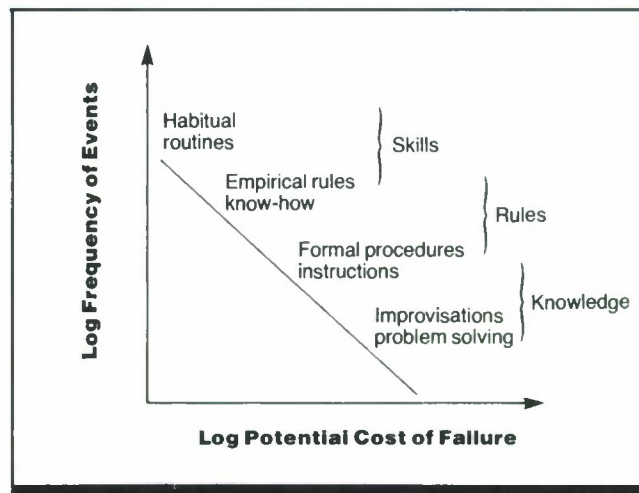 Log Frequency of Events
Habitual
routines
Skills
Empirical rules
know-how
Rules
Formal procedures
instructions
Knowledge
Improvisations
problem solving
Log Potential Cost of Failure